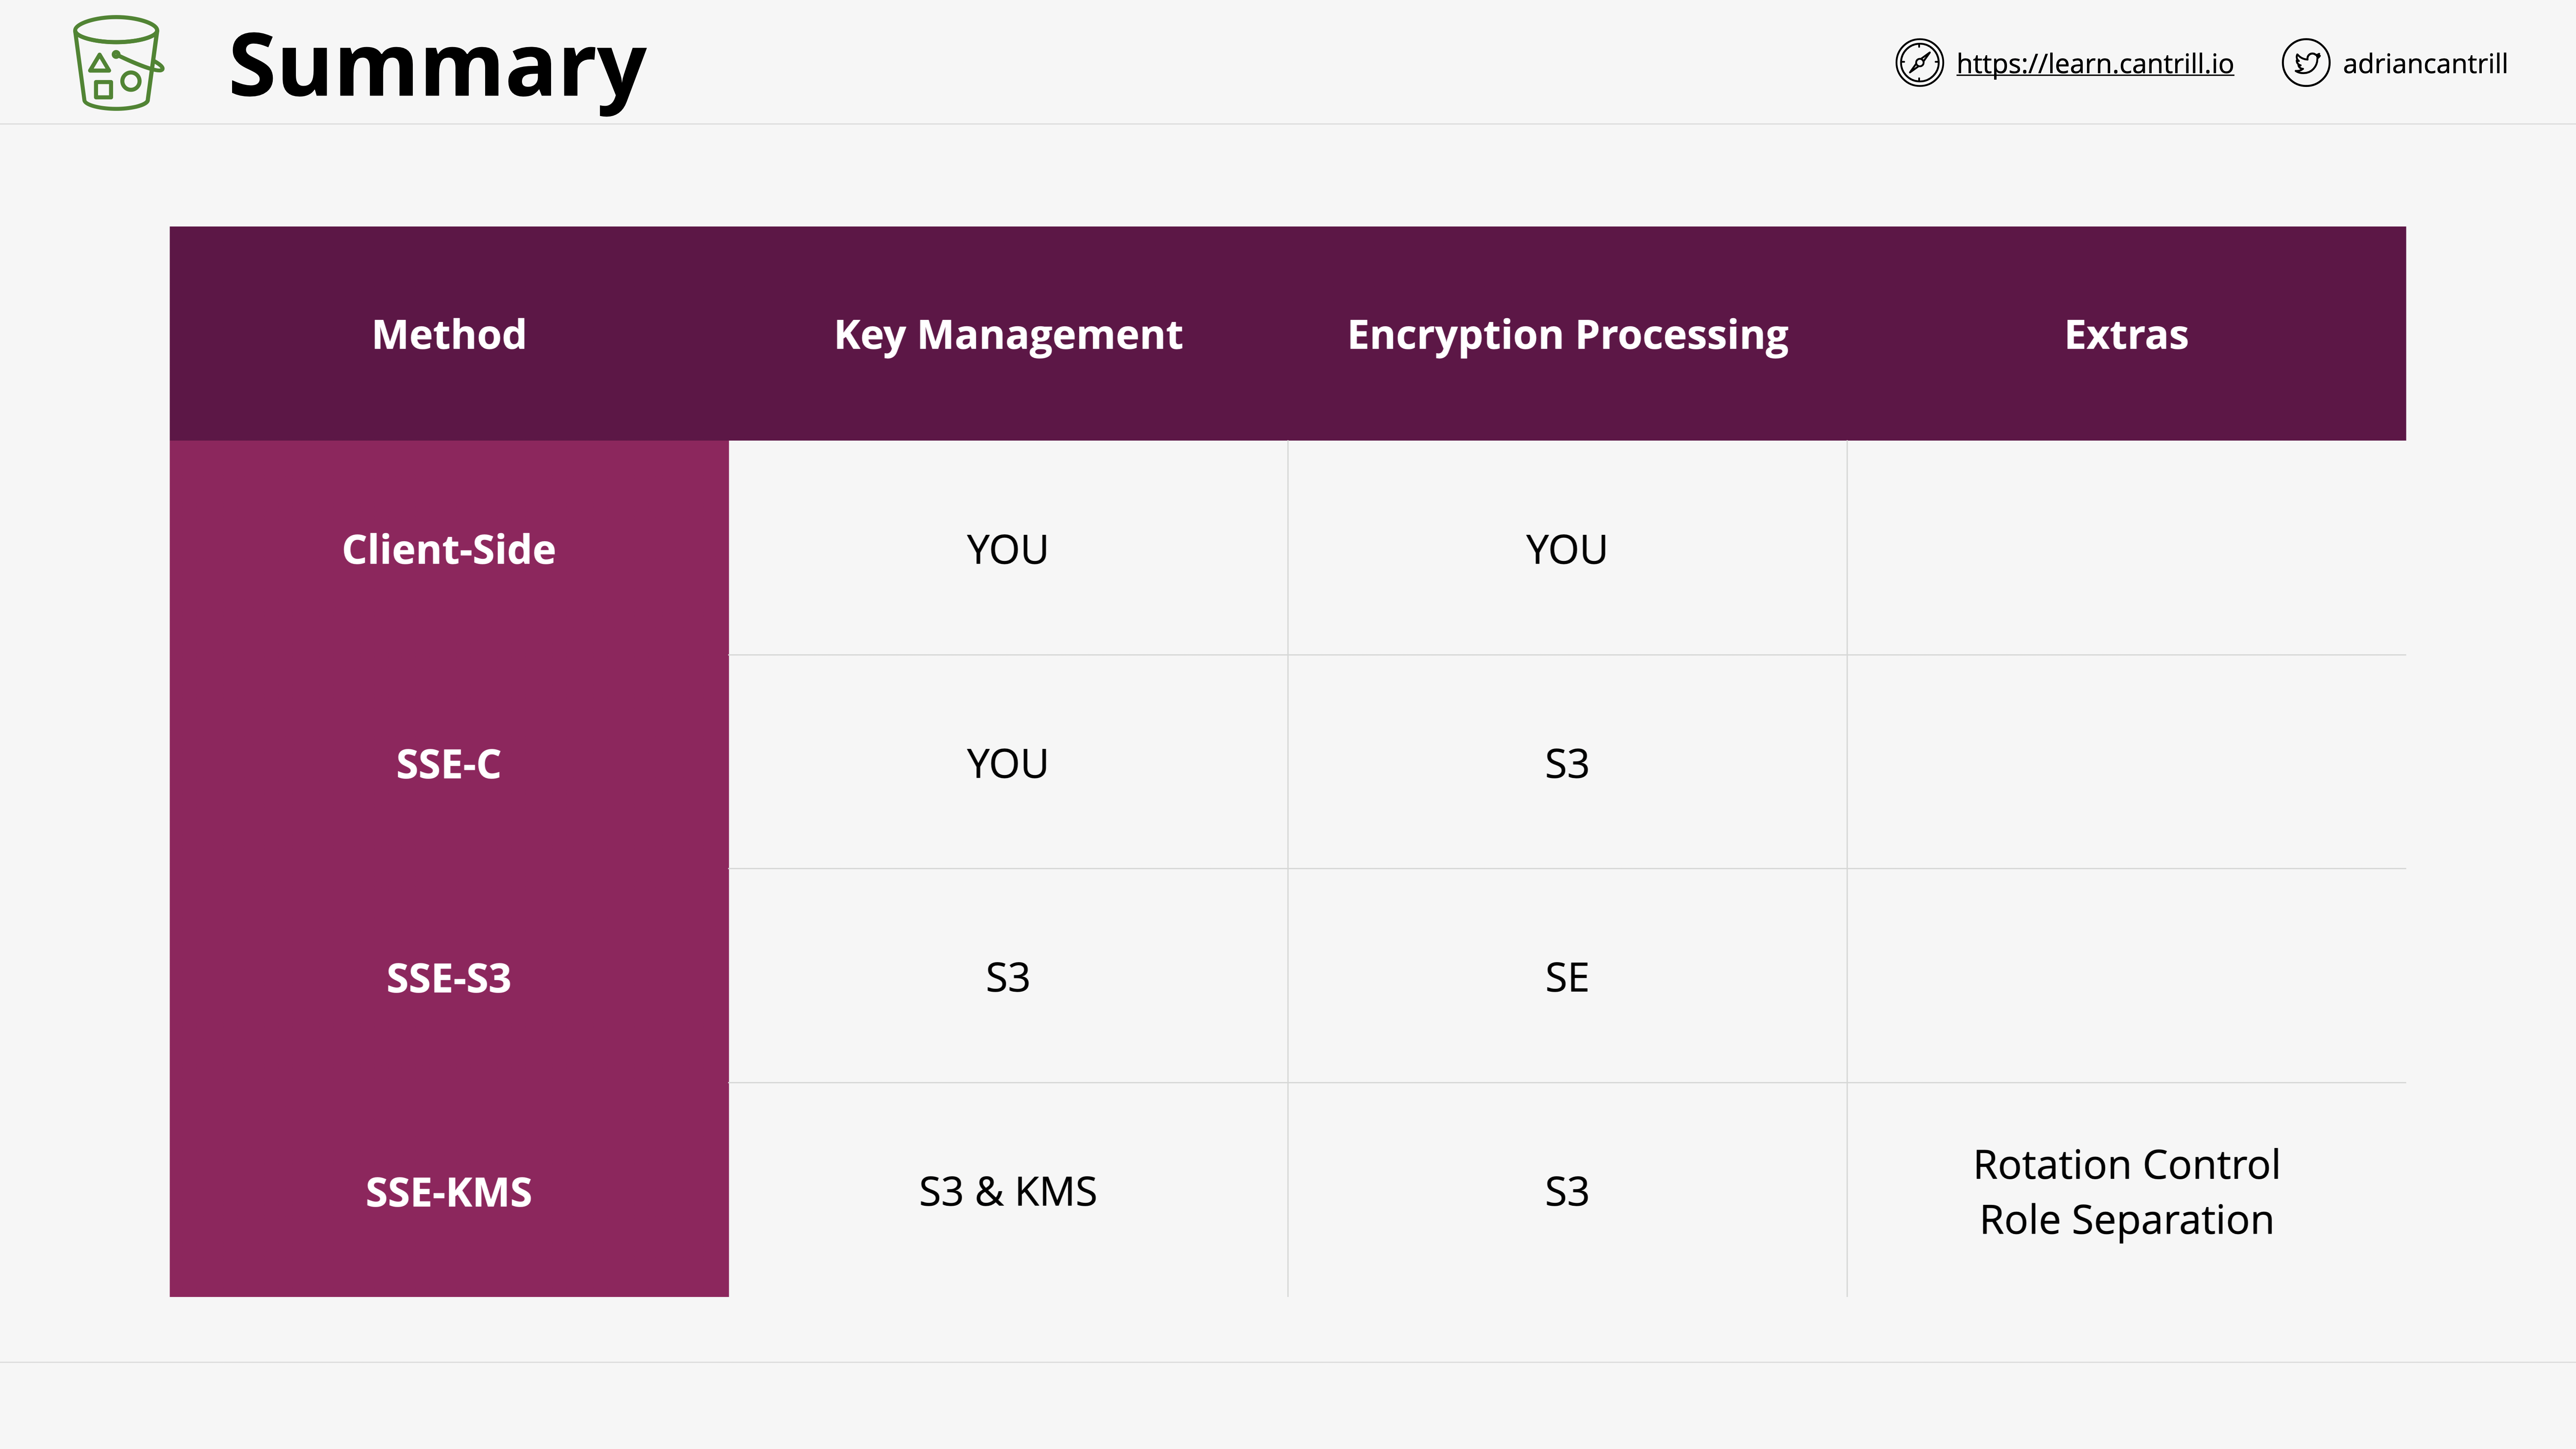 Summary
https://learn.cantrill.io
adriancantrill
Method Key Management Encryption Processing Extras
Client-Side YOU YOU
SSE-C YOU S3
SSE-S3 S3 SE
SSE-KMS S3 & KMS S3 Rotation Control
Role Separation